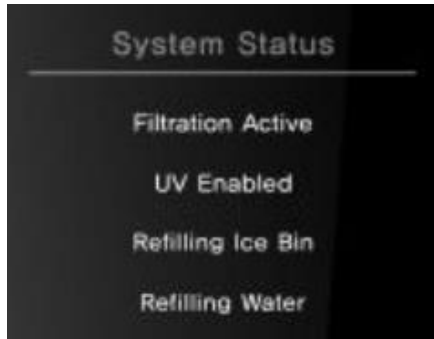 System Status
Filtration Active
UV Enabled
Refilling Ice Bin
Refilling Water